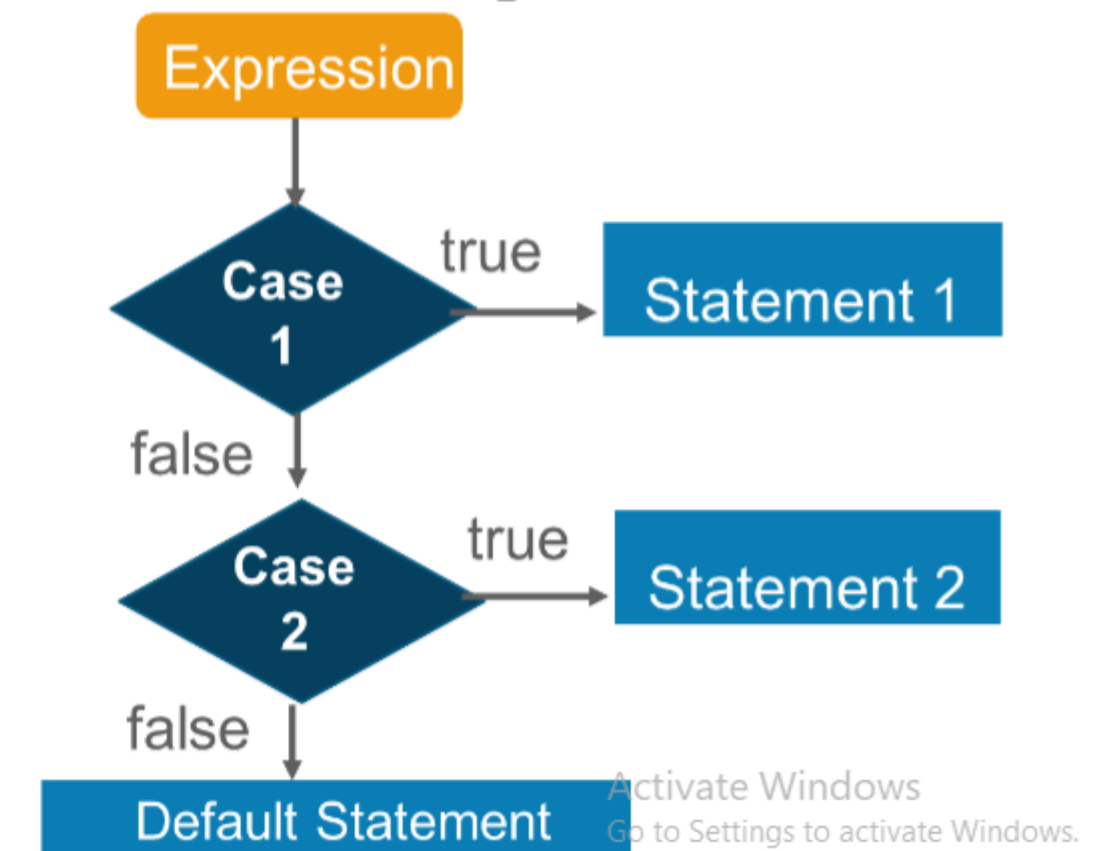 Expression
Case
1
true
Statement 1
false
Case
2
true
Statement 2
false
Default Statement
Activate Windows
Go to Settings to activate Windows.